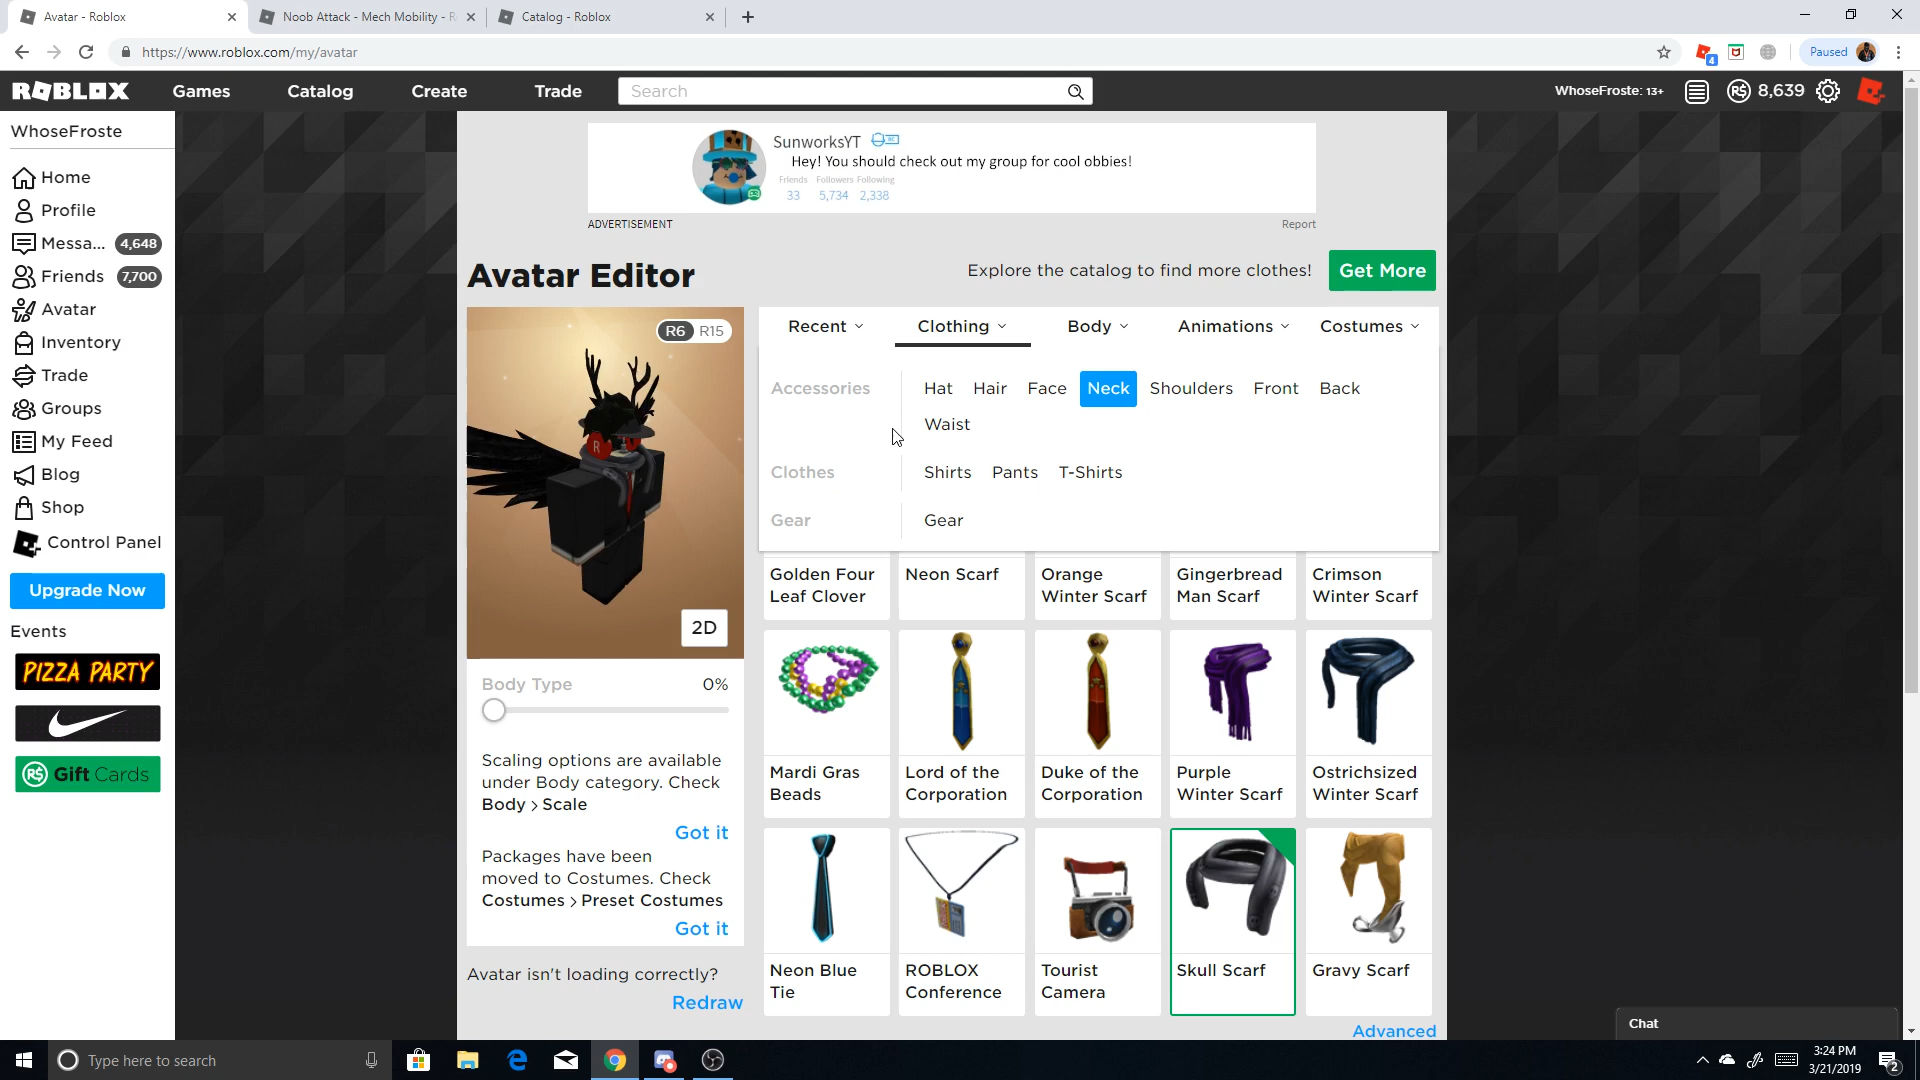 Avatar - Roblox
Noob Attack - Mech Mobility - R
Catalog - Roblox
https://www.roblox.com/my/avatar
4
Paused
ROBLOX
Games
Catalog
Create
Trade
Search
WhoseFroste: 13+
R$ 8,639
WhoseFroste
Home
Profile
Messa... 4,648
Friends 7,700
Avatar
Inventory
Trade
Groups
My Feed
Blog
Shop
Control Panel
Upgrade Now
Events
PIZZA PARTY
R$ Gift Cards
SunworksYT
Hey! You should check out my group for cool obbies!
Friends Followers Following
33 5,734 2,338
ADVERTISEMENT
Report
Avatar Editor
Explore the catalog to find more clothes!
Get More
R6 R15
R
2D
Body Type 0%
Scaling options are available
under Body category. Check
Body > Scale
Got it
Packages have been
moved to Costumes. Check
Costumes > Preset Costumes
Got it
Avatar isn't loading correctly?
Redraw
Recent
Clothing
Body
Animations
Costumes
Accessories
Hat Hair Face Neck Shoulders Front Back
Waist
Clothes
Shirts Pants T-Shirts
Gear
Gear
Golden Four
Leaf Clover
Neon Scarf
Orange
Winter Scarf
Gingerbread
Man Scarf
Crimson
Winter Scarf
Mardi Gras
Beads
Lord of the
Corporation
Duke of the
Corporation
Purple
Winter Scarf
Ostrichsized
Winter Scarf
Neon Blue
Tie
ROBLOX
Conference
Tourist
Camera
Skull Scarf
Gravy Scarf
Advanced
Chat
Type here to search
3:24 PM
3/21/2019
2